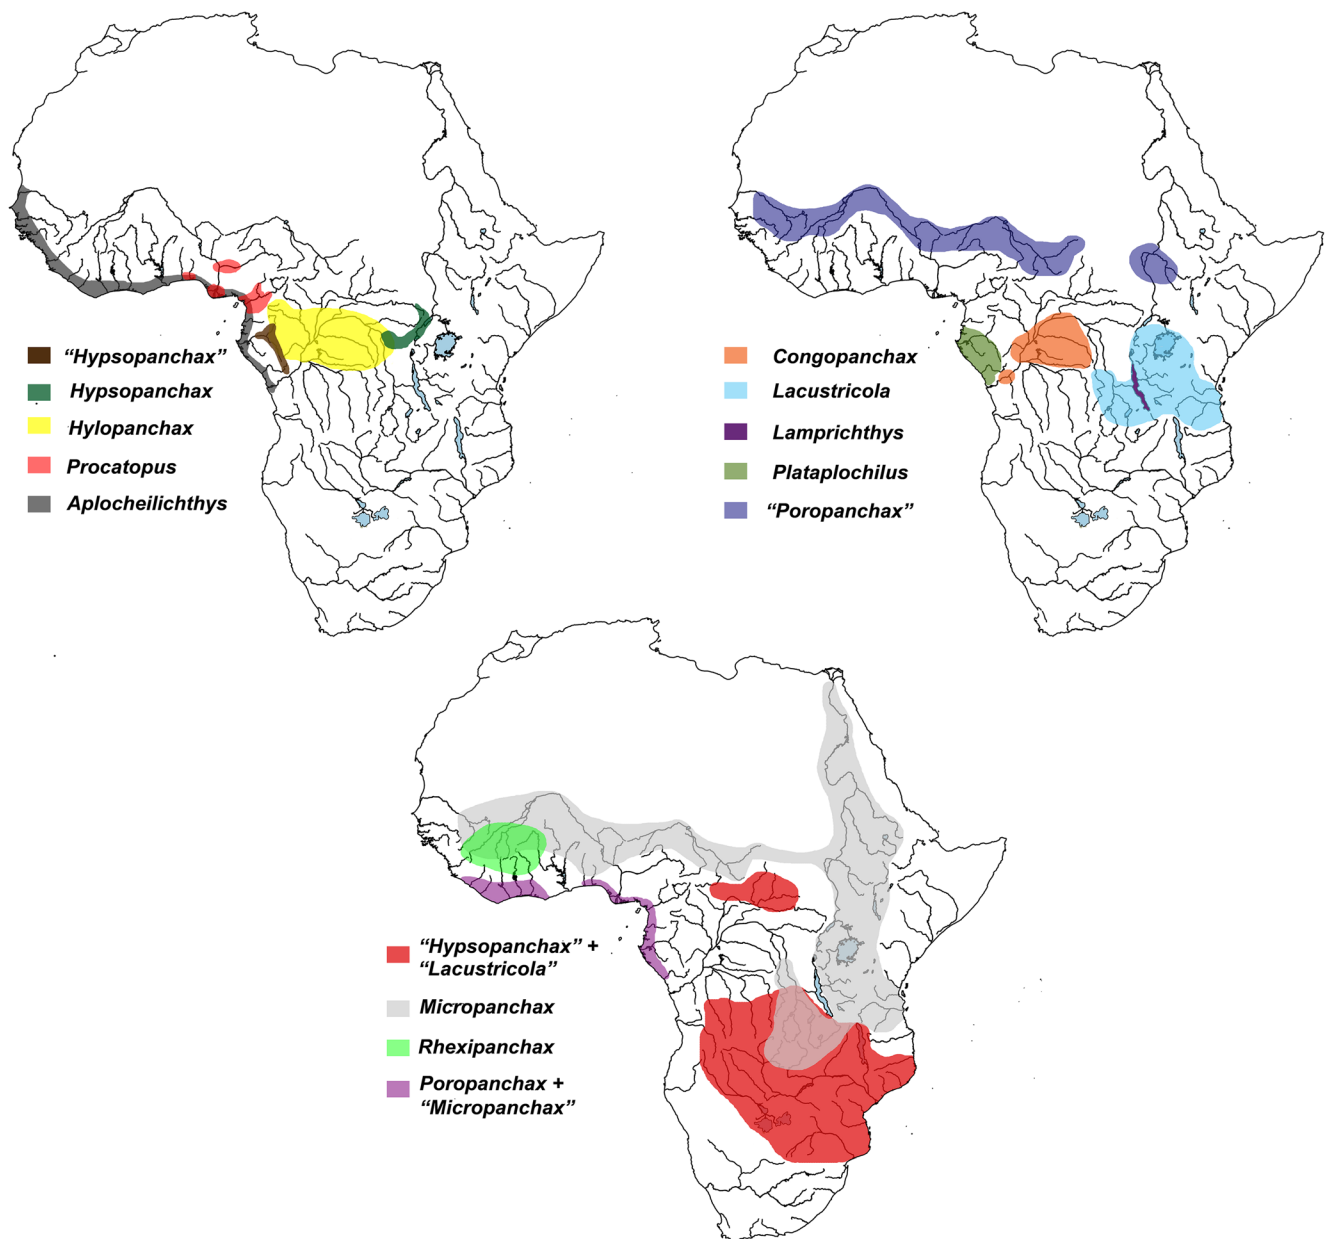 “Hypsopanchax”
Hypsopanchax
Hylopanchax
Procatopus
Aplocheilichthys
Congopanchax
Lacustricola
Lamprichthys
Plataplochilus
“Poropanchax”
“Hypsopanchax” +
“Lacustricola”
Micropanchax
Rhexipanchax
Poropanchax +
“Micropanchax”